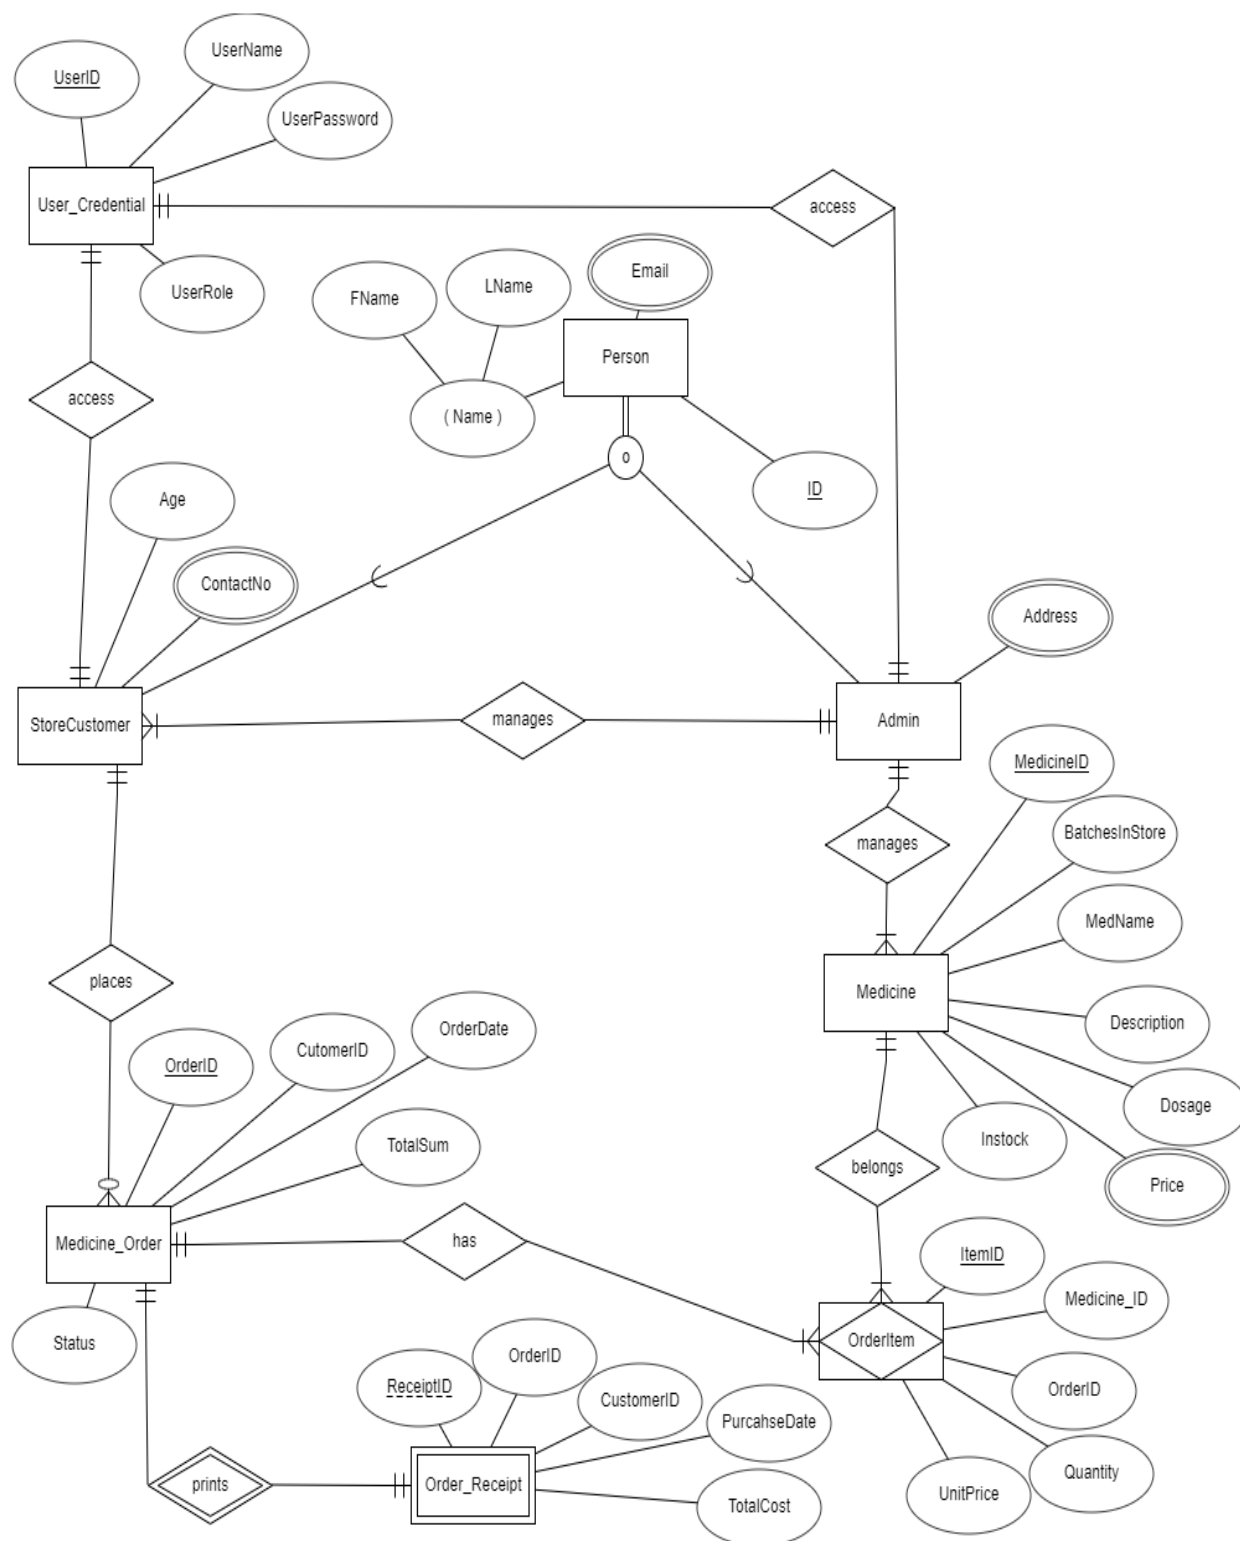 UserName
UserID
UserPassword
User_Credential
access
Email
UserRole
FName
LName
Person
access
( Name )
o
ID
Age
ContactNo
Address
StoreCustomer
manages
Admin
MedicineID
manages
BatchesInStore
MedName
places
Medicine
Description
OrderID
CutomerID
OrderDate
Dosage
TotalSum
Instock
belongs
Price
Medicine_Order
has
ItemID
Medicine_ID
Status
OrderItem
ReceiptID
OrderID
OrderID
CustomerID
PurcahseDate
Quantity
prints
Order_Receipt
UnitPrice
TotalCost